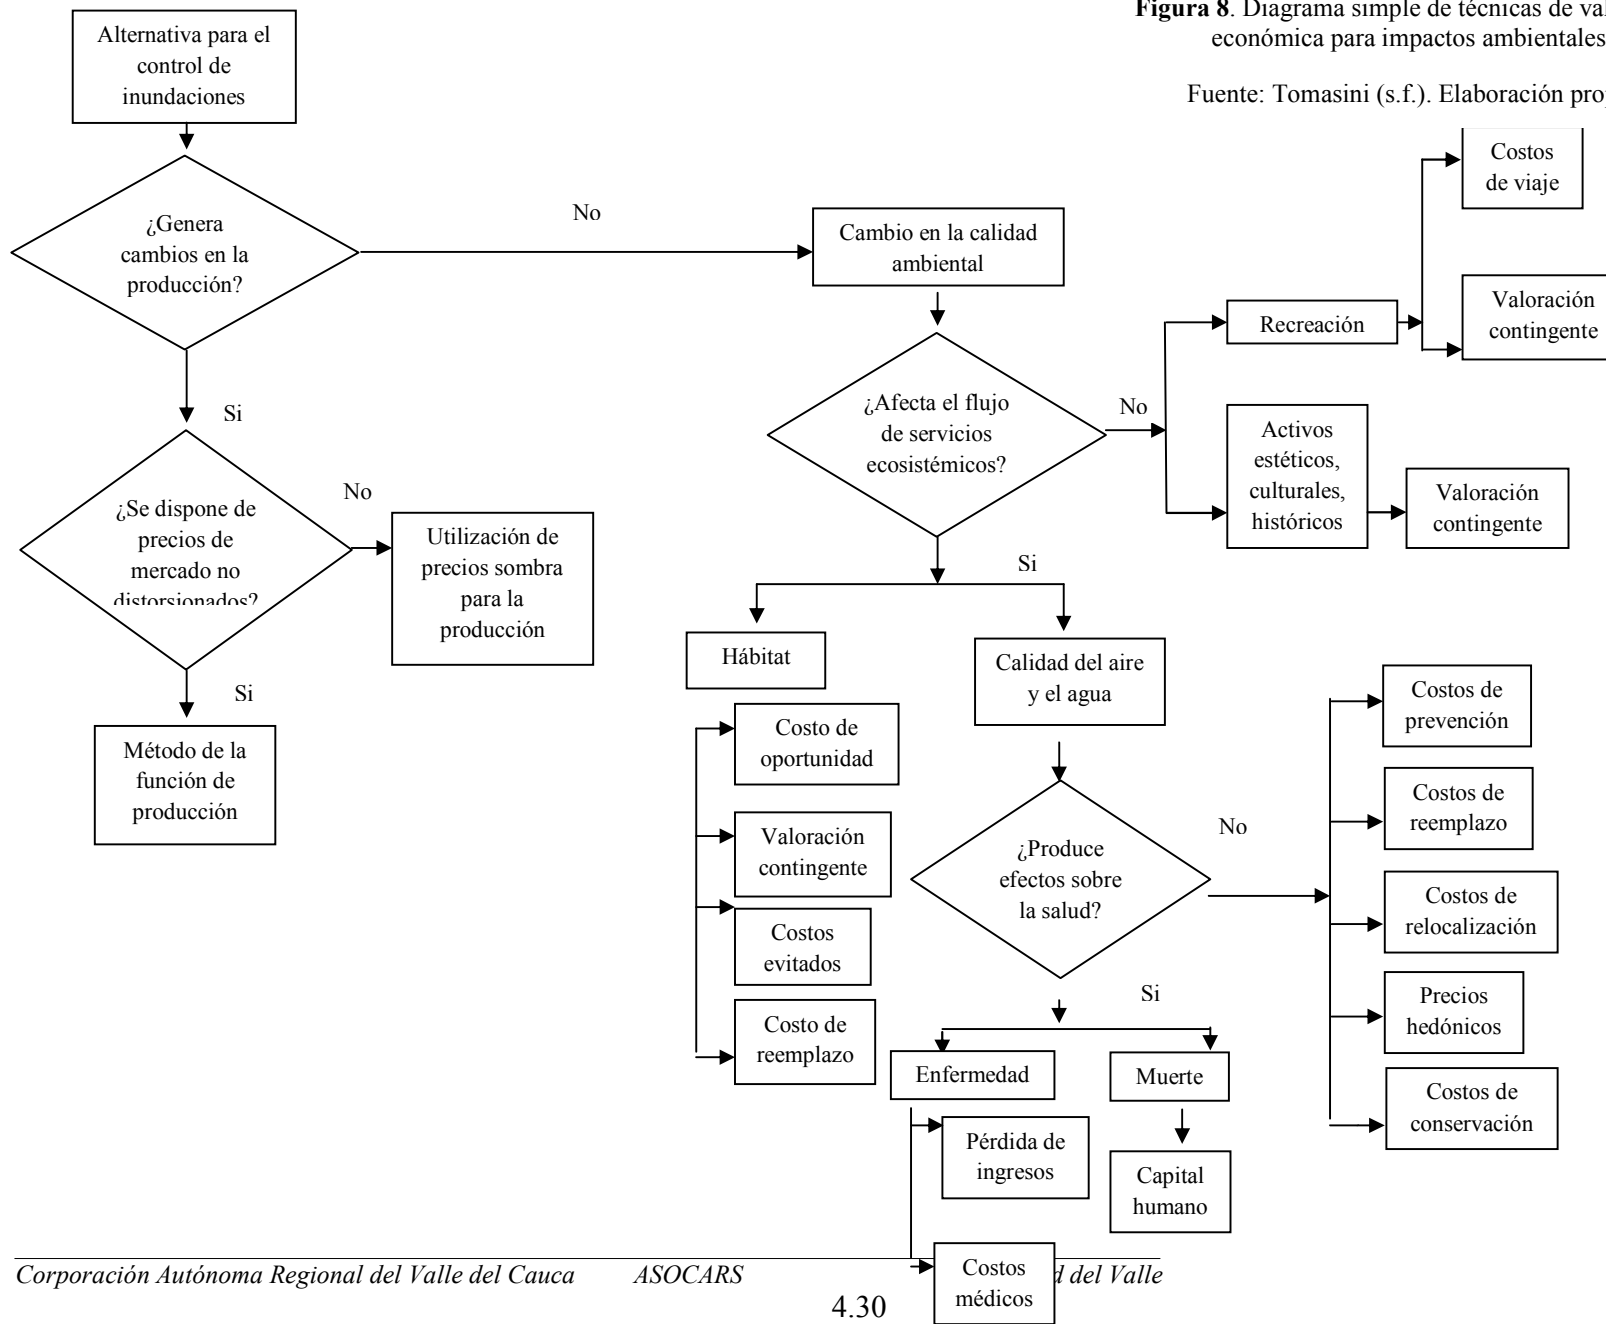 Figura 8. Diagrama simple de técnicas de
económica para impactos ambientales
Fuente: Tomasini (s.f.). Elaboración
Alternativa para el
control de
inundaciones
¿Genera
cambios en la
producción?
No
Si
¿Se dispone de
precios de
mercado no
distorsionados?
No
Utilización de
precios sombra
para la
producción
Si
Método de la
función de
producción
Cambio en la calidad
ambiental
¿Afecta el flujo
de servicios
ecosistémicos?
No
Recreación
Costos
de viaje
Valoración
contingente
Activos
estéticos,
culturales,
históricos
Valoración
contingente
Si
Hábitat
Costo de
oportunidad
Valoración
contingente
Costos
evitados
Costo de
reemplazo
Calidad del aire
y el agua
¿Produce
efectos sobre
la salud?
No
Costos de
prevención
Costos de
reemplazo
Costos de
relocalización
Precios
hedónicos
Costos de
conservación
Si
Enfermedad
Pérdida de
ingresos
Costos
médicos
Muerte
Capital
humano
Corporación Autónoma Regional del Valle del Cauca ASOCARS del Valle
4.30